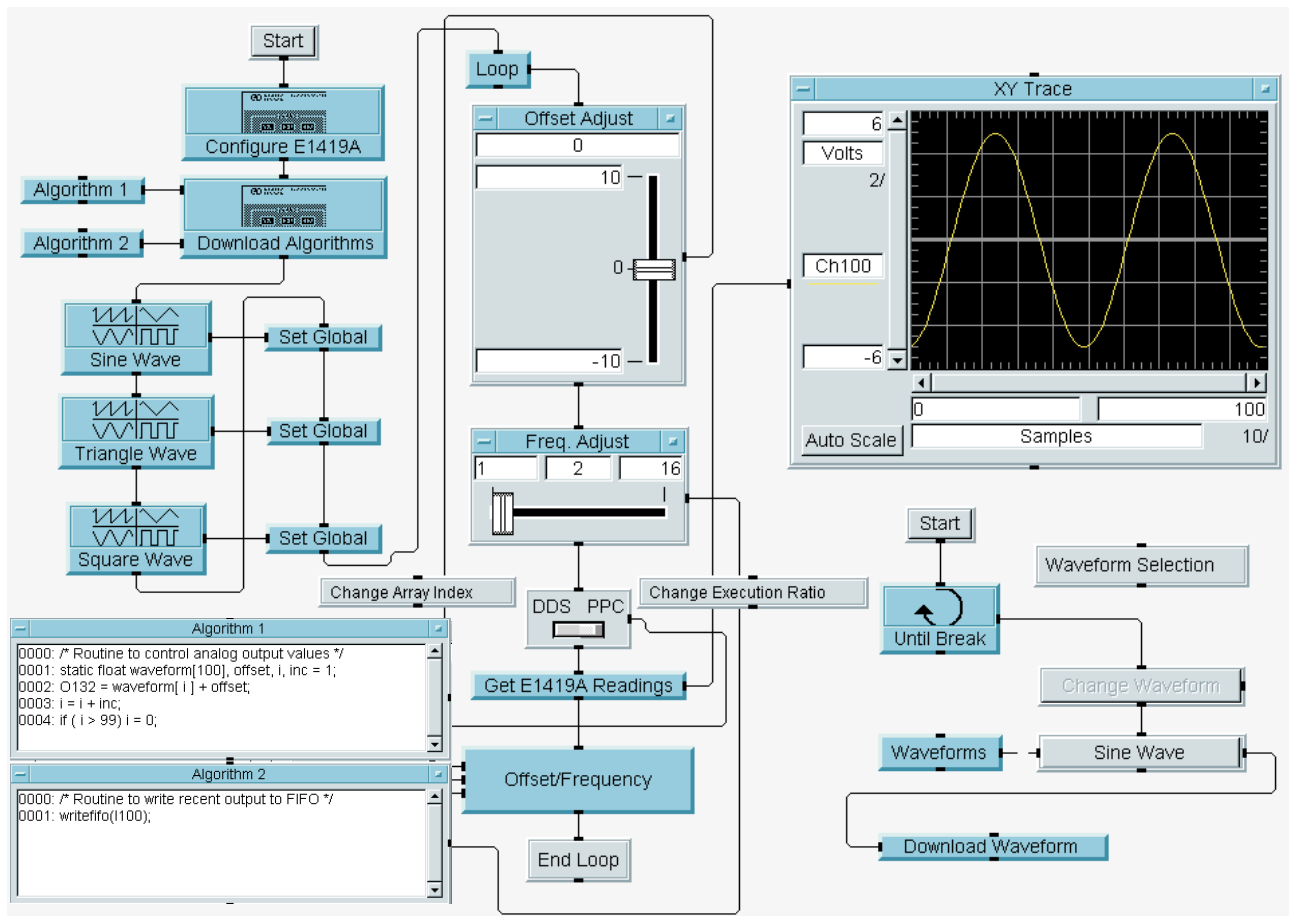 Start
Configure E1419A
Algorithm 1
Algorithm 2
Download Algorithms
Sine Wave
Set Global
Triangle Wave
Set Global
Square Wave
Set Global
Loop
Offset Adjust
0
10
0
-10
Freq. Adjust
1 2 16
Change Array Index
DDS PPC
Change Execution Ratio
Get E1419A Readings
Offset/Frequency
End Loop
Algorithm 1
0000: /* Routine to control analog output values */
0001: static float waveform[100], offset, i, inc = 1;
0002: O132 = waveform[ i ] + offset;
0003: i = i + inc;
0004: if ( i > 99) i = 0;
Algorithm 2
0000: /* Routine to write recent output to FIFO */
0001: writefifo(I100);
XY Trace
6
Volts
2/
Ch100
-6
0 100
Auto Scale
Samples
10/
Start
Waveform Selection
Until Break
Change Waveform
Waveforms
Sine Wave
Download Waveform